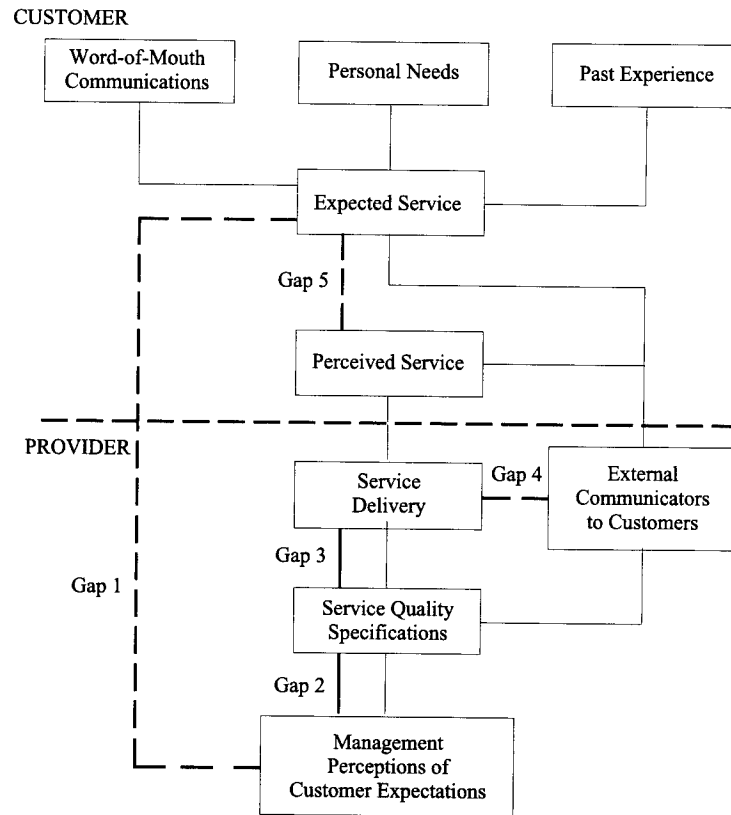 CUSTOMER
Word-of-Mouth
Communications
Personal Needs
Past Experience
Expected Service
Gap 5
Perceived Service
PROVIDER
Service
Delivery
Gap 4
External
Communicators
to Customers
Gap 3
Gap 1
Service Quality
Specifications
Gap 2
Management
Perceptions of
Customer Expectations